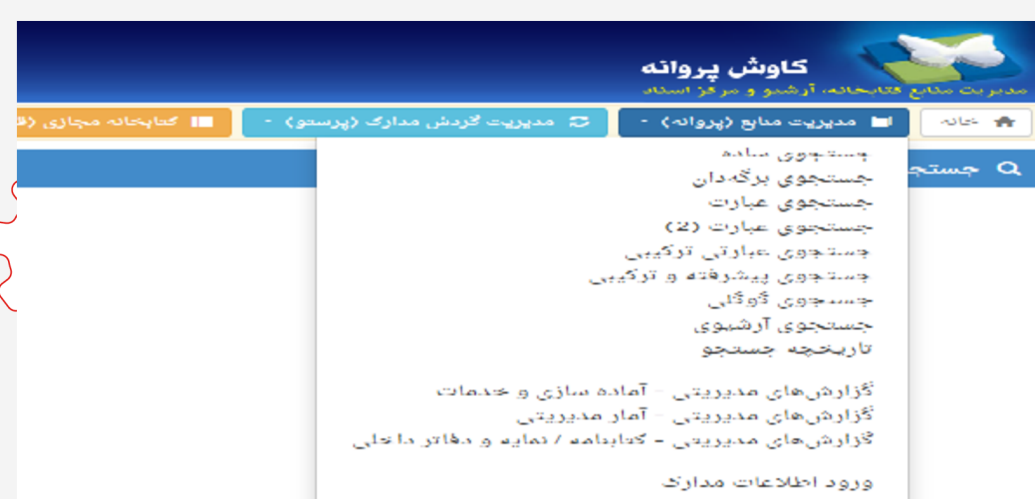 کاوش پروانه
مدیریت منابع کتابخانه، آرشیو و مرکز اسناد
خانه
مدیریت منابع (پروانه)
مدیریت گردش مدارک (پرستو)
کتابخانه مجازی (ق
جستج
جستجوی ساده
جستجوی برگه‌دان
جستجوی عبارت
جستجوی عبارت (2)
جستجوی عبارتی ترکیبی
جستجوی پیشرفته و ترکیبی
جستجوی گوگلی
جستجوی آرشیوی
تاریخچه جستجو
گزارش‌های مدیریتی - آماده سازی و خدمات
گزارش‌های مدیریتی - آمار مدیریتی
گزارش‌های مدیریتی - کتابنامه / نمایه و دفاتر داخلی
ورود اطلاعات مدارک